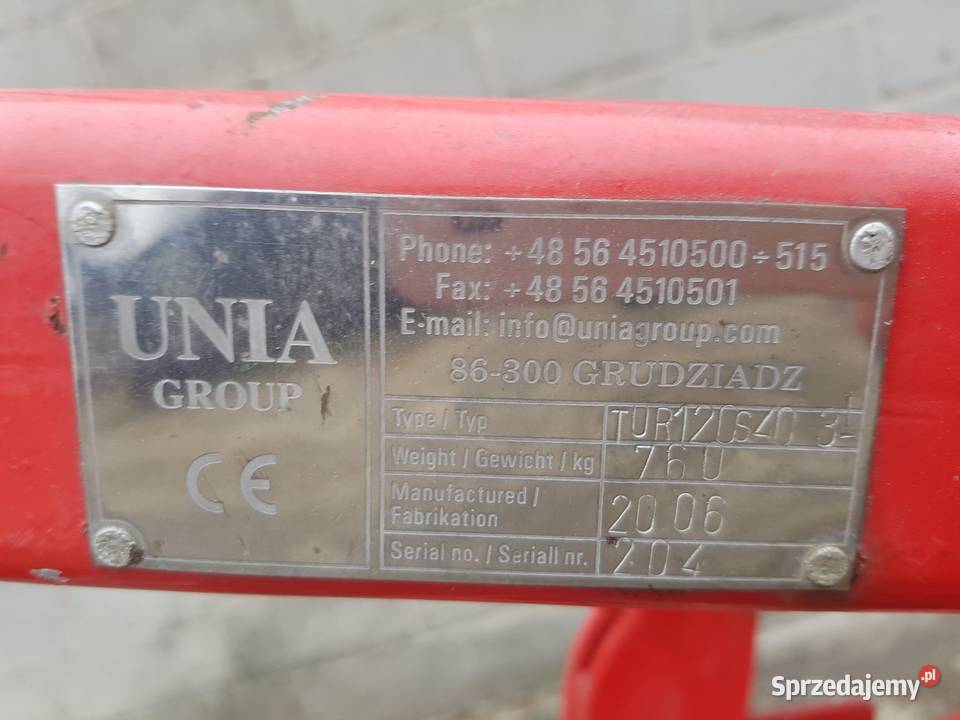 UNIA
GROUP
CE
Phone: +48 56 4510500÷515
Fax: +48 56 4510501
E-mail: info@uniagroup.com
86-300 GRUDZIADZ
Type / Typ
Weight / Gewicht / kg 760
Manufactured / Fabrikation 2006
Serial no. / Seriall nr. 204
Sprzedajemy.pl